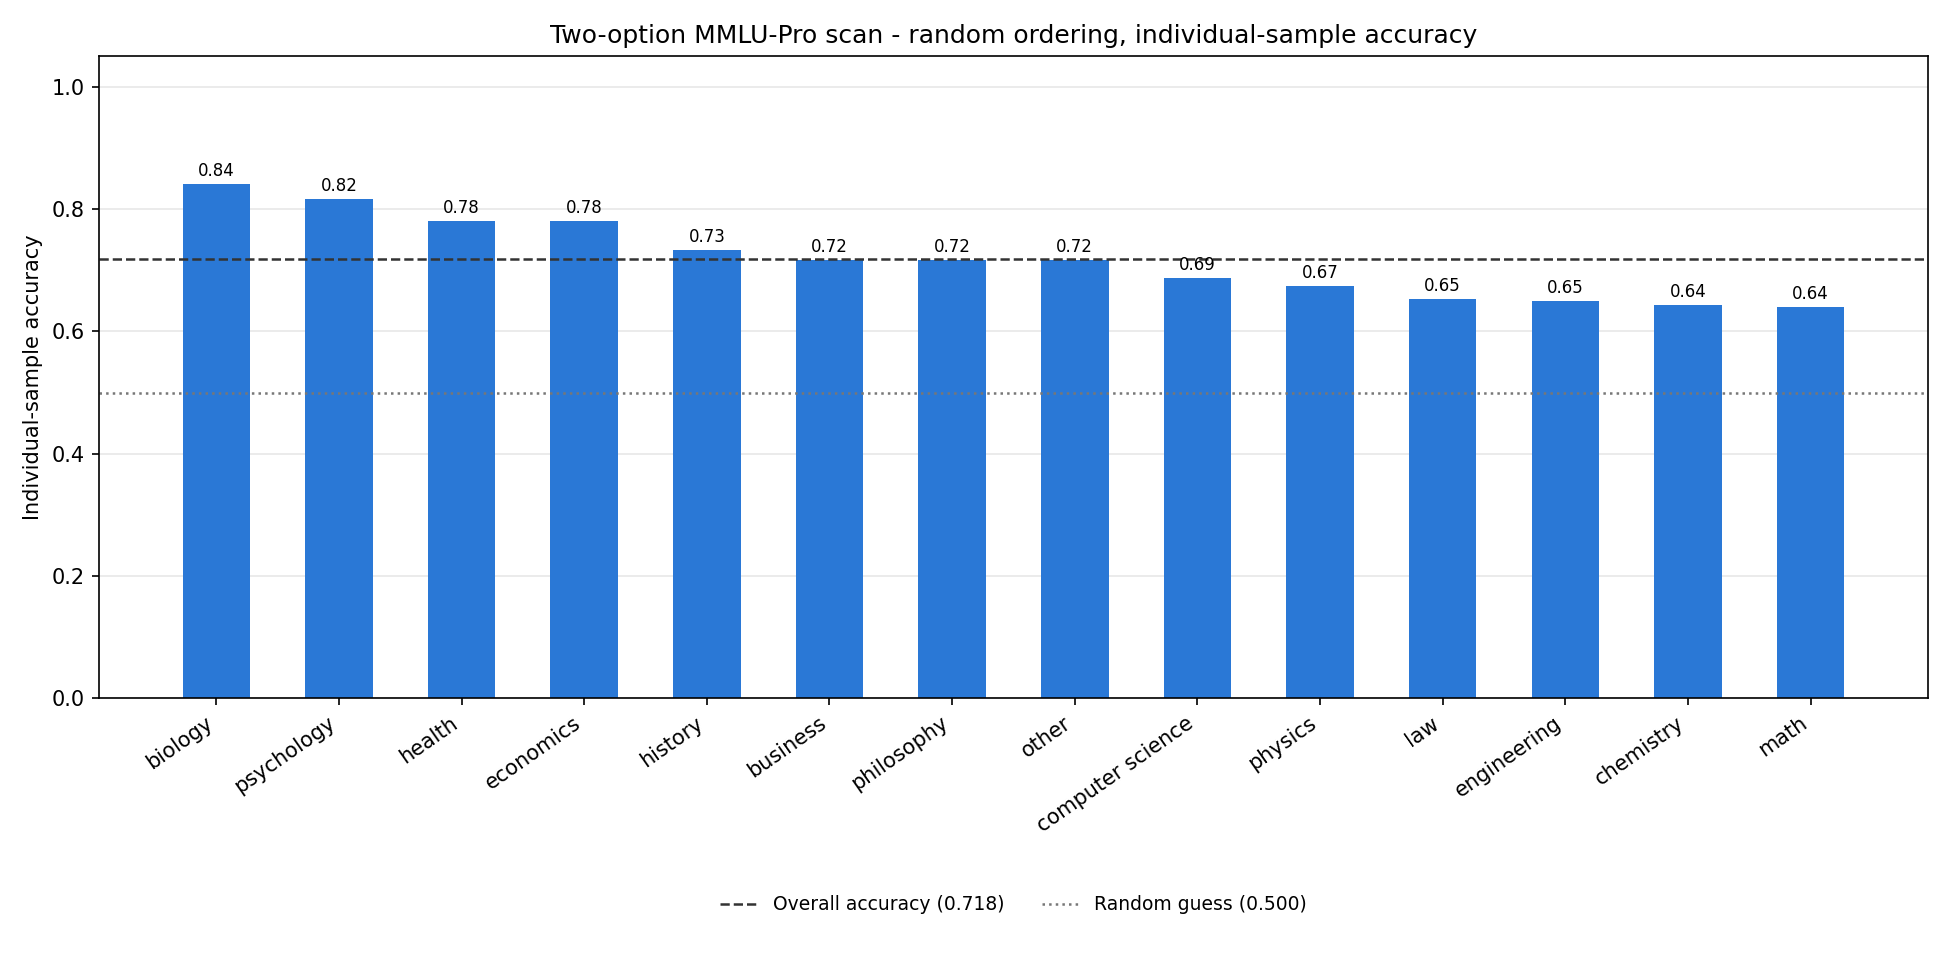 Two-option MMLU-Pro scan - random ordering, individual-sample accuracy
Individual-sample accuracy
1.0
0.8
0.6
0.4
0.2
0.0
0.84
0.82
0.78
0.78
0.73
0.72
0.72
0.72
0.69
0.67
0.65
0.65
0.64
0.64
biology
psychology
health
economics
history
business
philosophy
other
computer science
physics
law
engineering
chemistry
math
Overall accuracy (0.718)
Random guess (0.500)